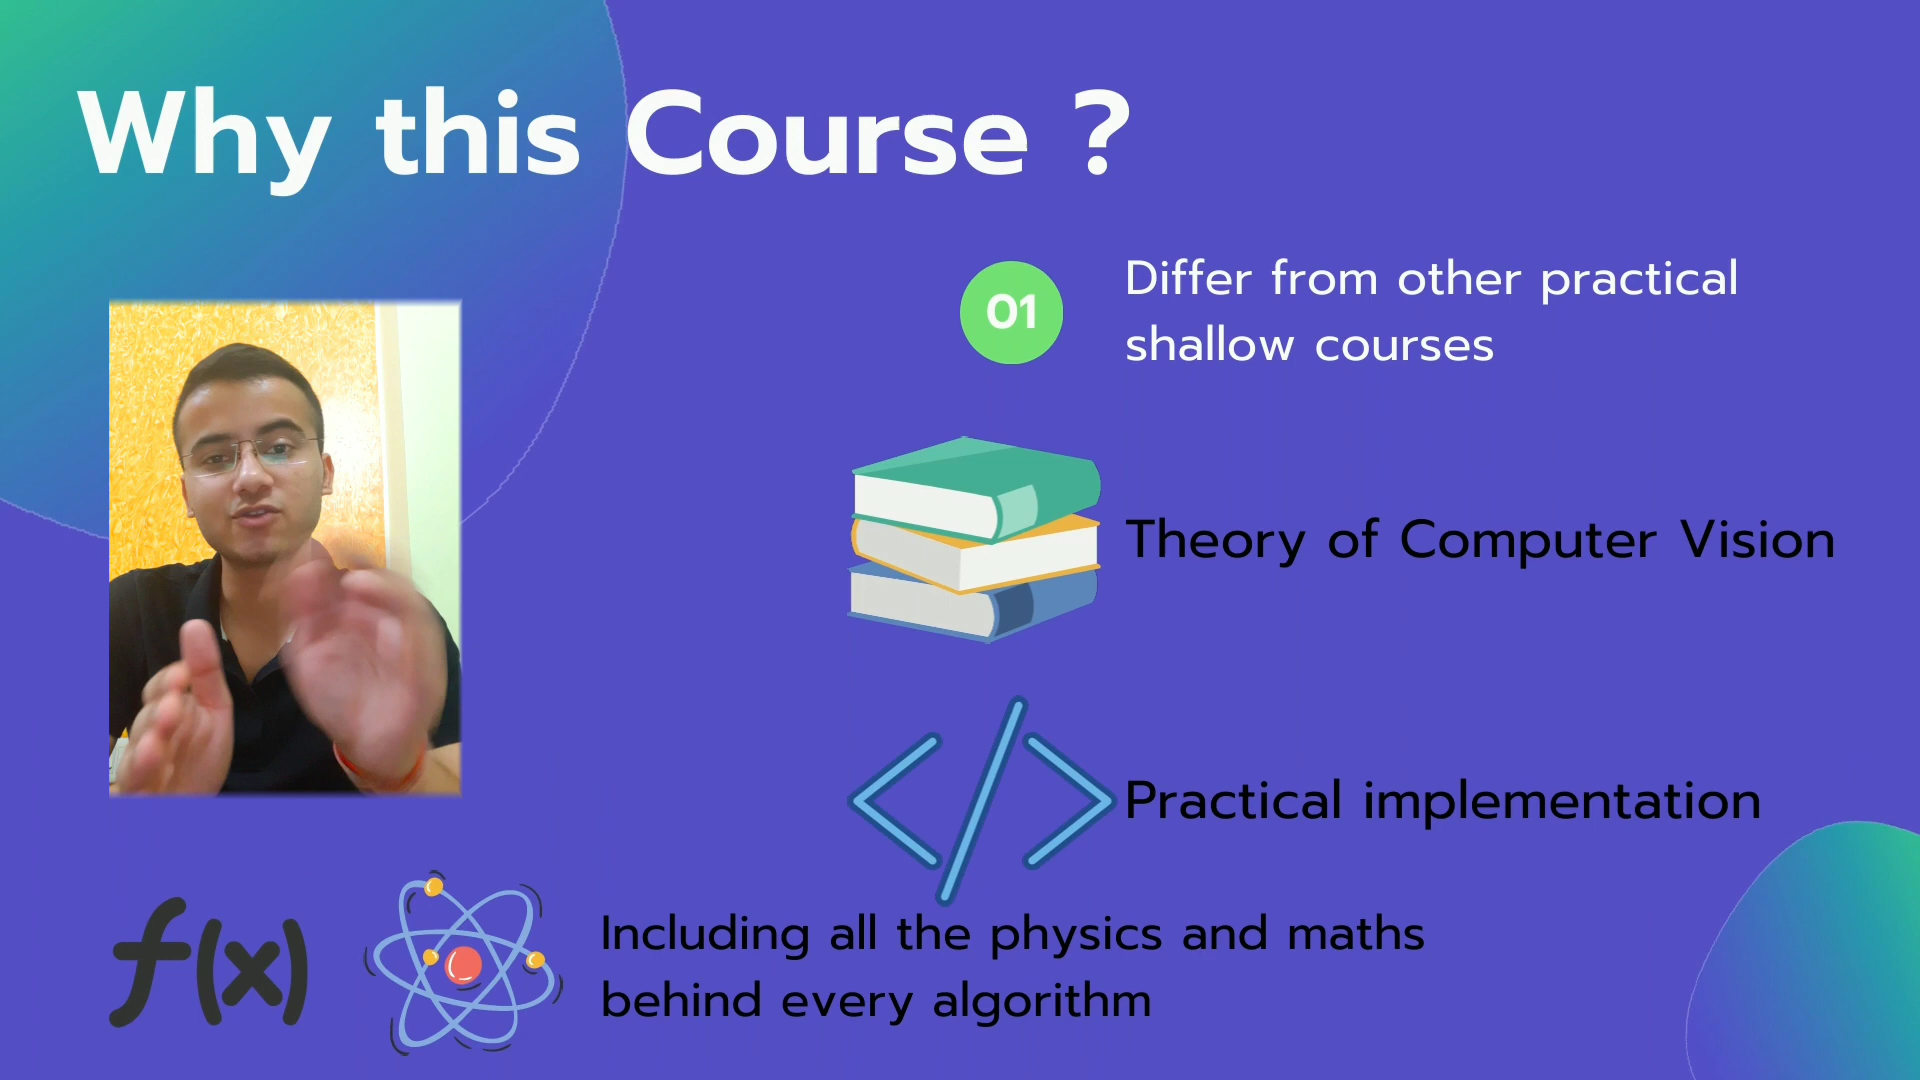 Why this Course ?
01
Differ from other practical
shallow courses
Theory of Computer Vision
</>
Practical implementation
f(x)
Including all the physics and maths
behind every algorithm